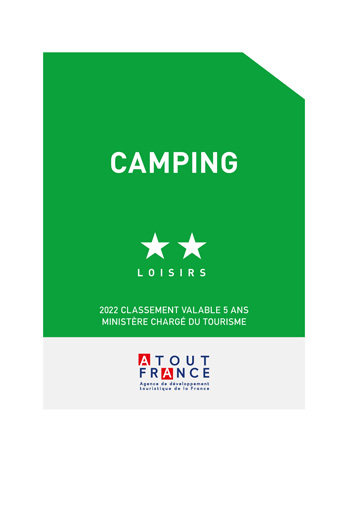 CAMPING
LOISIRS
2022 CLASSEMENT VALABLE 5 ANS
MINISTÈRE CHARGÉ DU TOURISME
ATOUT
FRANCE
Agence de développement
touristique de la France